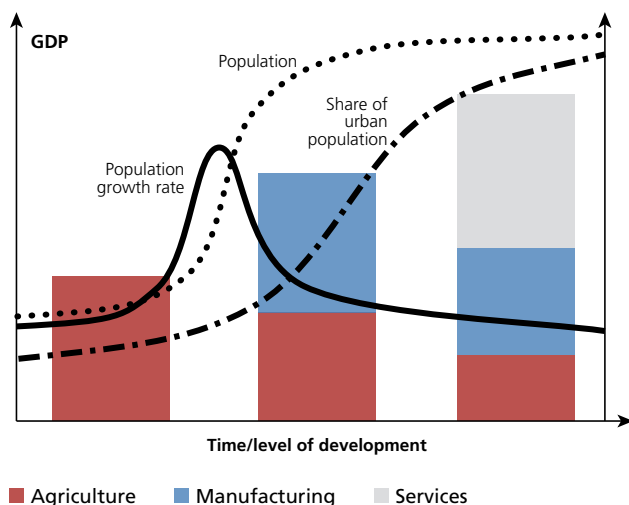 GDP
Population
Share of
urban
population
Population
growth rate
Time/level of development
Agriculture
Manufacturing
Services